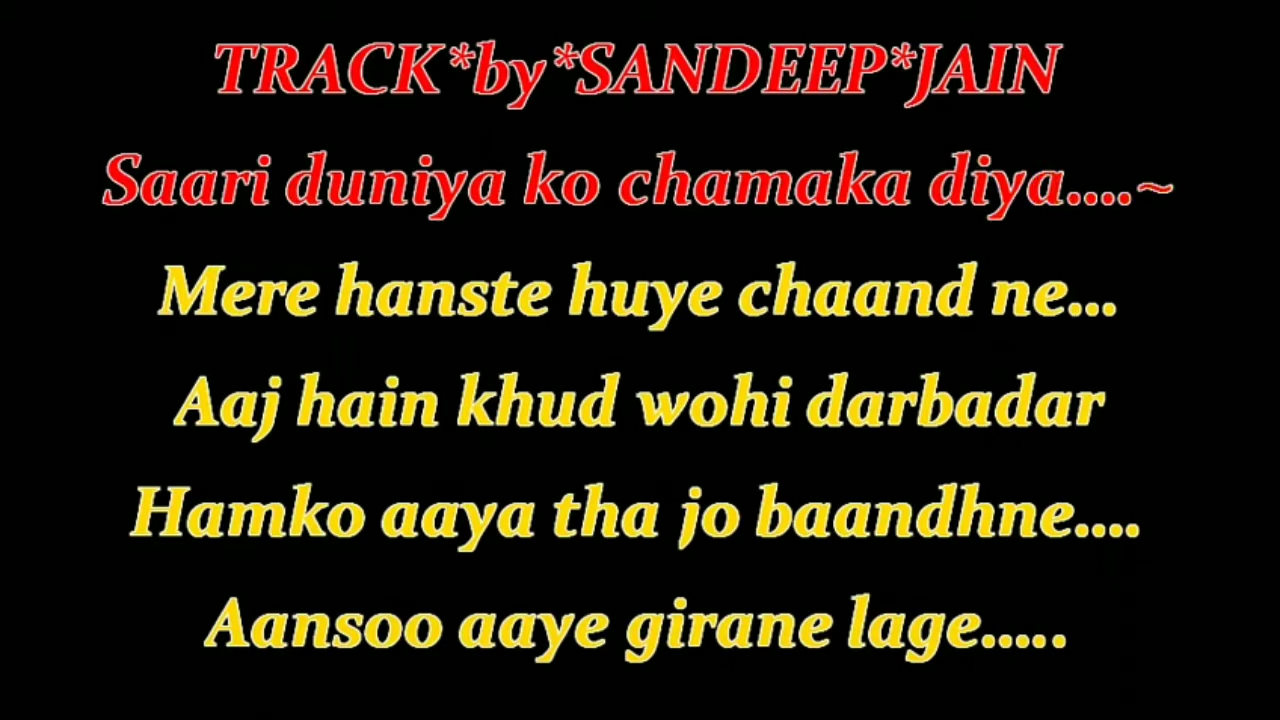 TRACK*by*SANDEEP*JAIN
Saari duniya ko chamaka diya....~
Mere hanste huye chaand ne...
Aaj hain khud wohi darbadar
Hamko aaya tha jo baandhne....
Aansoo aaye girane lage.....